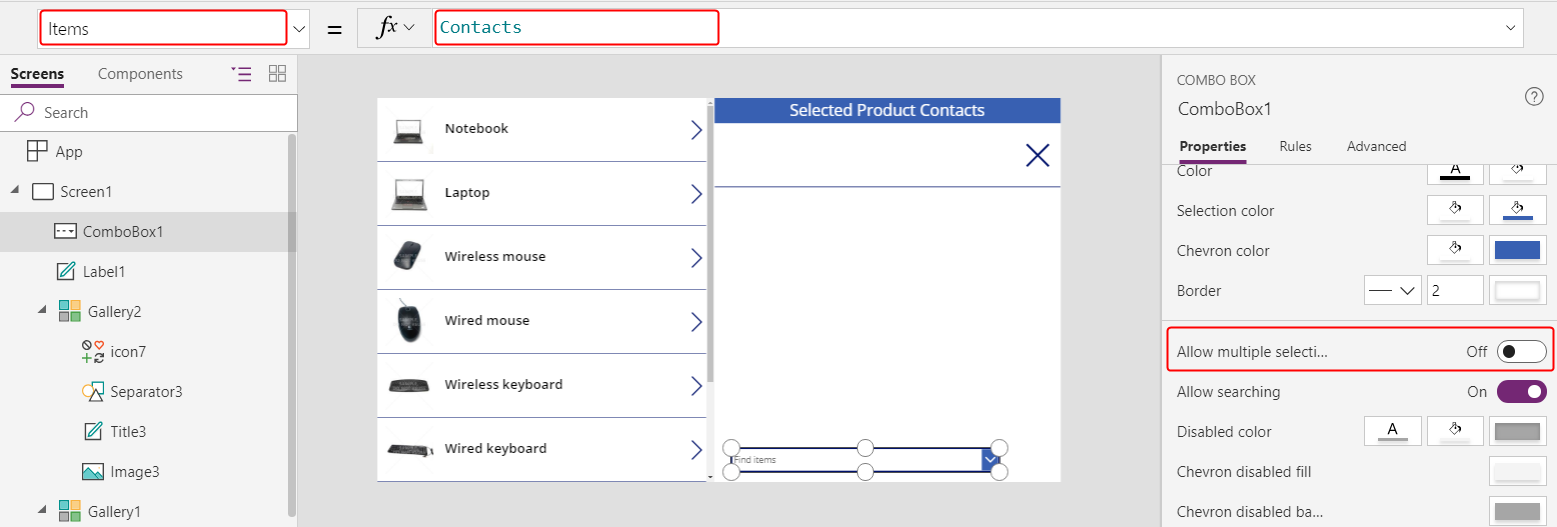 Items
=
fx
Contacts
Screens
Components
Search
App
Screen1
ComboBox1
Label1
Gallery2
icon7
Separator3
Title3
Image3
Gallery1
Notebook
Laptop
Wireless mouse
Wired mouse
Wireless keyboard
Wired keyboard
Selected Product Contacts
Find items
COMBO BOX
ComboBox1
?
Properties
Rules
Advanced
Color
A
Selection color
Chevron color
Border
2
Allow multiple selecti...
Off
Allow searching
On
Disabled color
A
Chevron disabled fill
Chevron disabled ba...